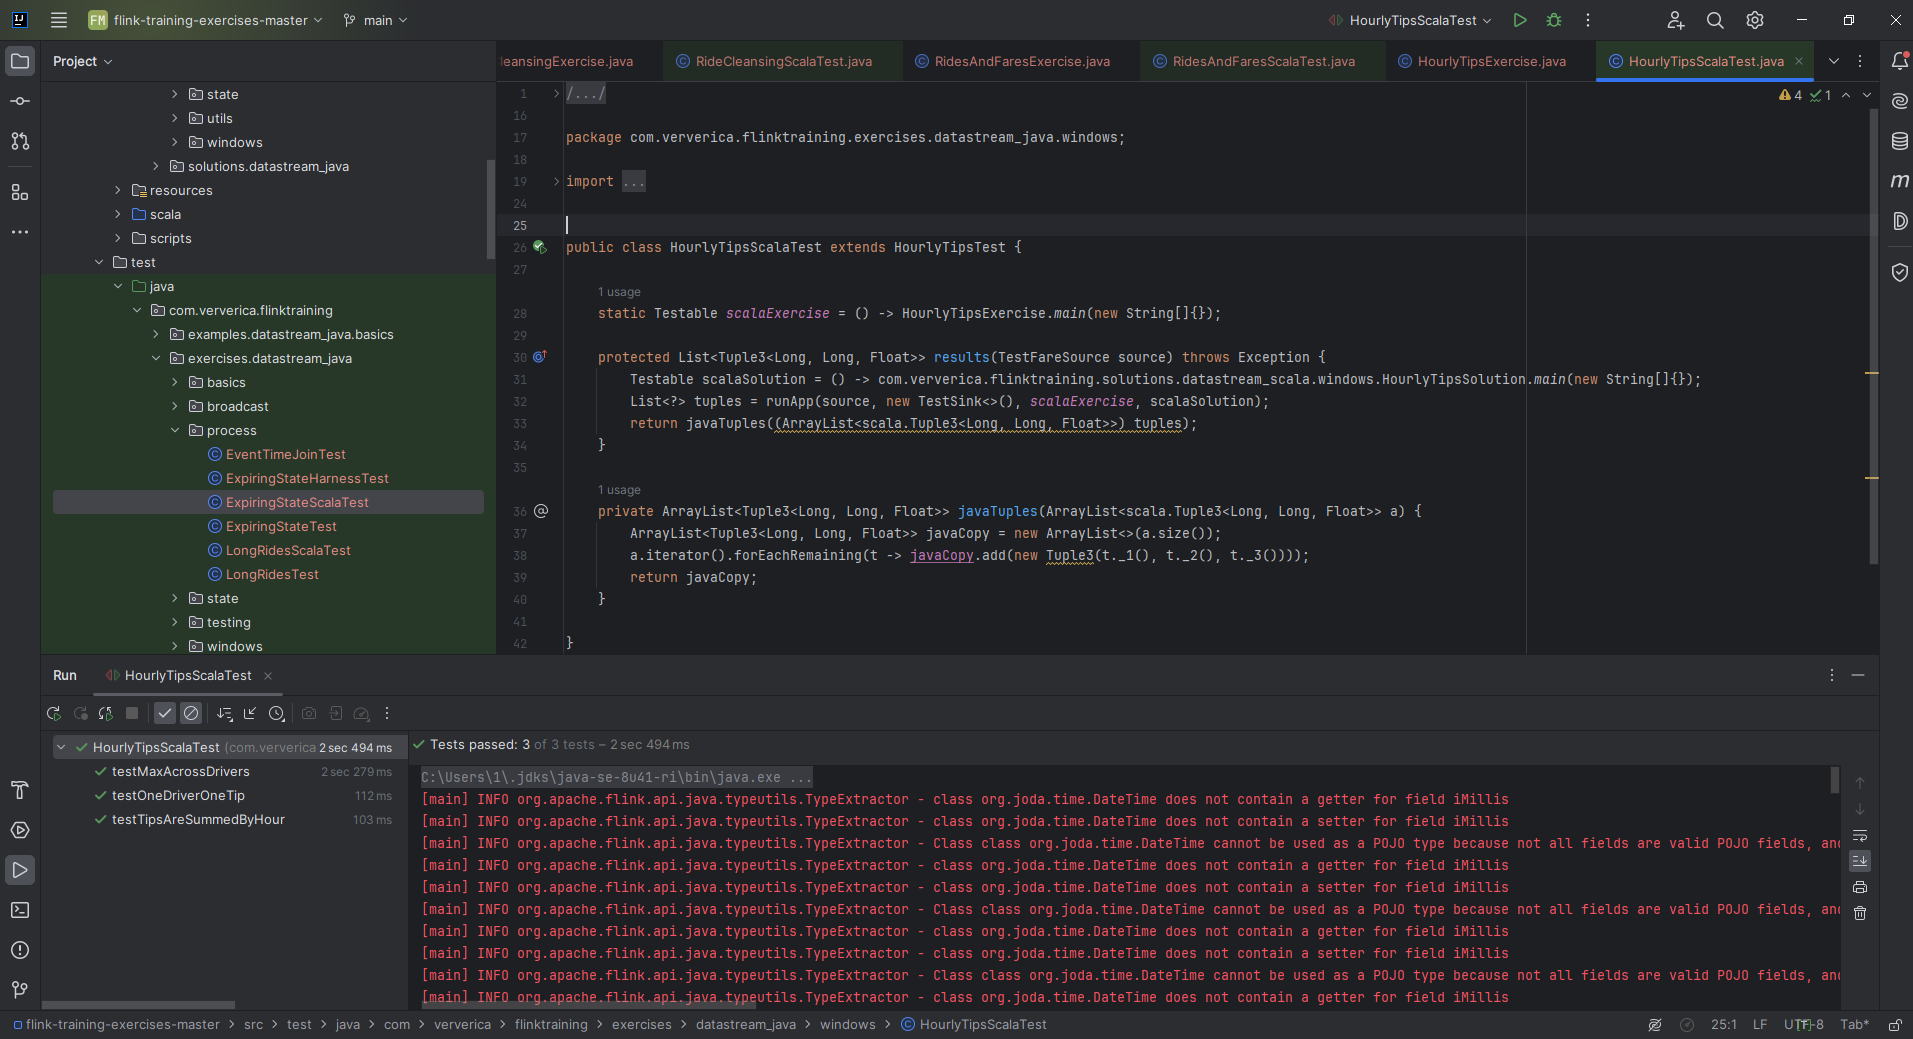 IJ
FM flink-training-exercises-master main
HourlyTipsScalaTest
Project
eansingExercise.java RideCleansingScalaTest.java RidesAndFaresExercise.java RidesAndFaresScalaTest.java HourlyTipsExercise.java HourlyTipsScalaTest.java
state
utils
windows
solutions.datastream_java
resources
scala
scripts
test
java
com.ververica.flinktraining
examples.datastream_java.basics
exercises.datastream_java
basics
broadcast
process
EventTimeJoinTest
ExpiringStateHarnessTest
ExpiringStateScalaTest
ExpiringStateTest
LongRidesScalaTest
LongRidesTest
state
testing
windows
4 1
1 /.../
16
17 package com.ververica.flinktraining.exercises.datastream_java.windows;
18
19 import ...
24
25
26 public class HourlyTipsScalaTest extends HourlyTipsTest {
27
1 usage
28 static Testable scalaExercise = () -> HourlyTipsExercise.main(new String[]{});
29
30 protected List<Tuple3<Long, Long, Float>> results(TestFareSource source) throws Exception {
31 Testable scalaSolution = () -> com.ververica.flinktraining.solutions.datastream_scala.windows.HourlyTipsSolution.main(new String[]{});
32 List<?> tuples = runApp(source, new TestSink<>(), scalaExercise, scalaSolution);
33 return javaTuples((ArrayList<scala.Tuple3<Long, Long, Float>>) tuples);
34 }
35
1 usage
36 @ private ArrayList<Tuple3<Long, Long, Float>> javaTuples(ArrayList<scala.Tuple3<Long, Long, Float>> a) {
37 ArrayList<Tuple3<Long, Long, Float>> javaCopy = new ArrayList<>(a.size());
38 a.iterator().forEachRemaining(t -> javaCopy.add(new Tuple3(t._1(), t._2(), t._3())));
39 return javaCopy;
40 }
41
42 }
Run HourlyTipsScalaTest
HourlyTipsScalaTest (com.ververica 2 sec 494 ms
testMaxAcrossDrivers 2 sec 279 ms
testOneDriverOneTip 112 ms
testTipsAreSummedByHour 103 ms
Tests passed: 3 of 3 tests – 2 sec 494 ms
C:\Users\1\.jdks\java-se-8u41-ri\bin\java.exe ...
[main] INFO org.apache.flink.api.java.typeutils.TypeExtractor - class org.joda.time.DateTime does not contain a getter for field iMillis
[main] INFO org.apache.flink.api.java.typeutils.TypeExtractor - class org.joda.time.DateTime does not contain a setter for field iMillis
[main] INFO org.apache.flink.api.java.typeutils.TypeExtractor - Class class org.joda.time.DateTime cannot be used as a POJO type because not all fields are valid POJO fields, and
[main] INFO org.apache.flink.api.java.typeutils.TypeExtractor - class org.joda.time.DateTime does not contain a getter for field iMillis
[main] INFO org.apache.flink.api.java.typeutils.TypeExtractor - class org.joda.time.DateTime does not contain a setter for field iMillis
[main] INFO org.apache.flink.api.java.typeutils.TypeExtractor - Class class org.joda.time.DateTime cannot be used as a POJO type because not all fields are valid POJO fields, and
[main] INFO org.apache.flink.api.java.typeutils.TypeExtractor - class org.joda.time.DateTime does not contain a getter for field iMillis
[main] INFO org.apache.flink.api.java.typeutils.TypeExtractor - class org.joda.time.DateTime does not contain a setter for field iMillis
[main] INFO org.apache.flink.api.java.typeutils.TypeExtractor - Class class org.joda.time.DateTime cannot be used as a POJO type because not all fields are valid POJO fields, and
[main] INFO org.apache.flink.api.java.typeutils.TypeExtractor - class org.joda.time.DateTime does not contain a getter for field iMillis
flink-training-exercises-master > src > test > java > com > ververica > flinktraining > exercises > datastream_java > windows > HourlyTipsScalaTest
25:1 LF UTF-8 Tab*